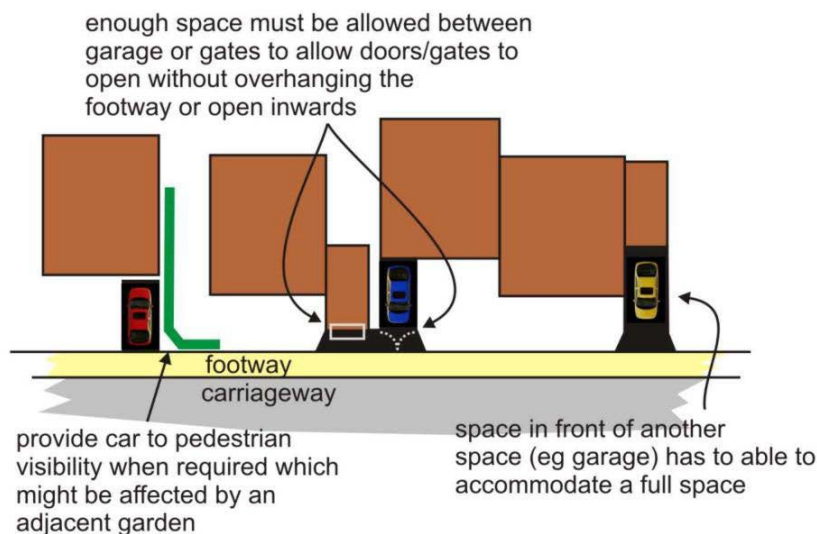 enough space must be allowed between
garage or gates to allow doors/gates to
open without overhanging the
footway or open inwards
footway
carriageway
provide car to pedestrian
visibility when required which
might be affected by an
adjacent garden
space in front of another
space (eg garage) has to able to
accommodate a full space